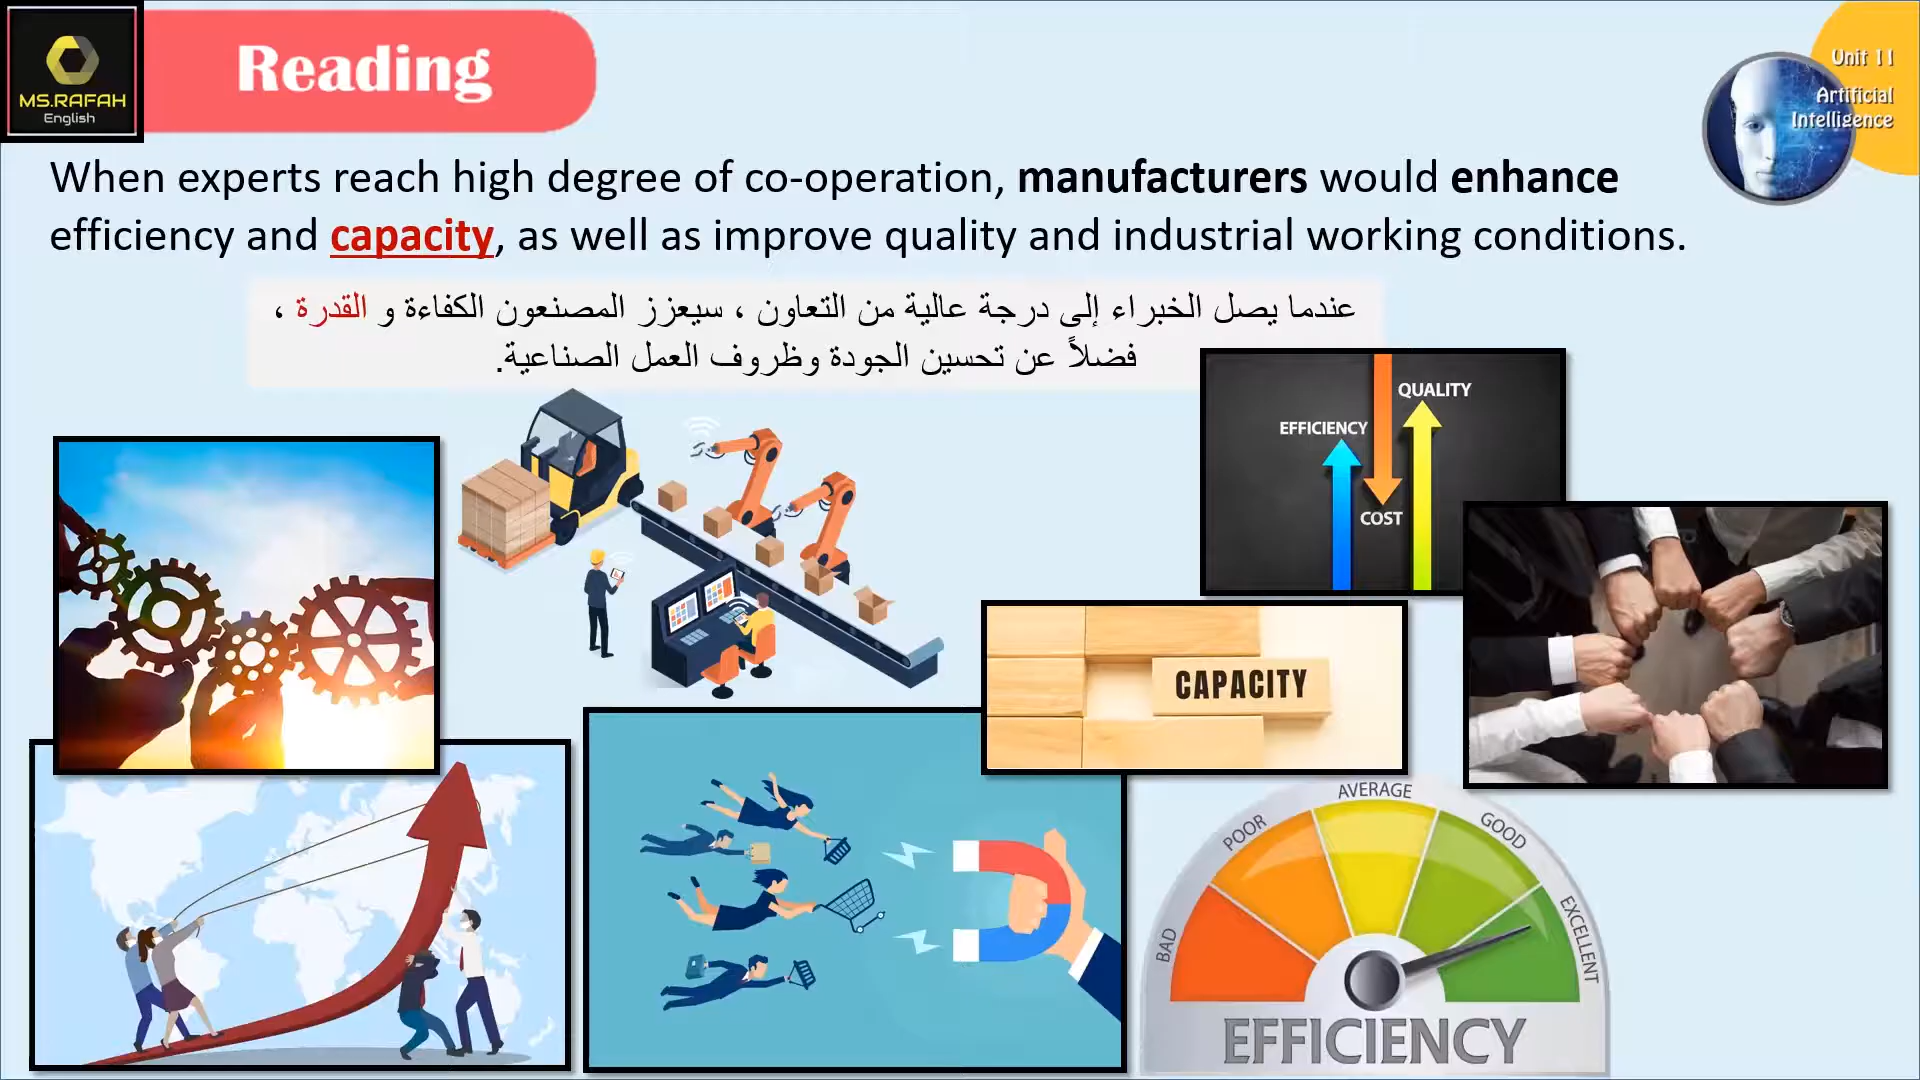 MS.RAFAH
English
Reading
Unit 11
Artificial
Intelligence
When experts reach high degree of co-operation, manufacturers would enhance
efficiency and capacity, as well as improve quality and industrial working conditions.
عندما يصل الخبراء إلى درجة عالية من التعاون ، سيعزز المصنعون الكفاءة و القدرة ،
فضلاً عن تحسين الجودة وظروف العمل الصناعية.
QUALITY
EFFICIENCY
COST
CAPACITY
BAD
POOR
AVERAGE
GOOD
EXCELLENT
EFFICIENCY